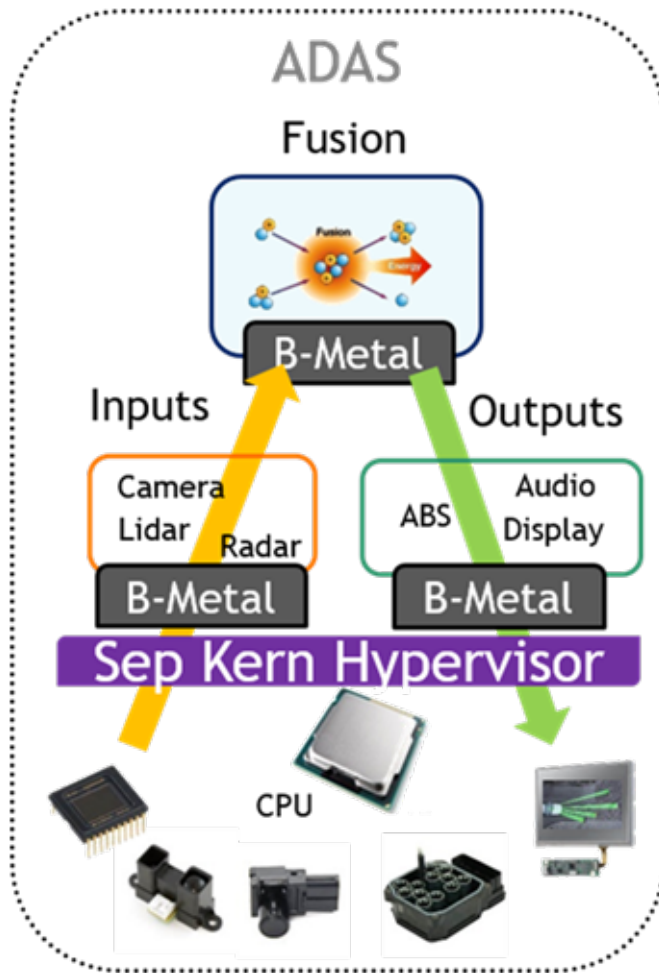 ADAS
Fusion
Fusion
Energy
B-Metal
Inputs
Outputs
Camera
Lidar
Radar
ABS
Audio
Display
B-Metal
B-Metal
Sep Kern Hypervisor
CPU